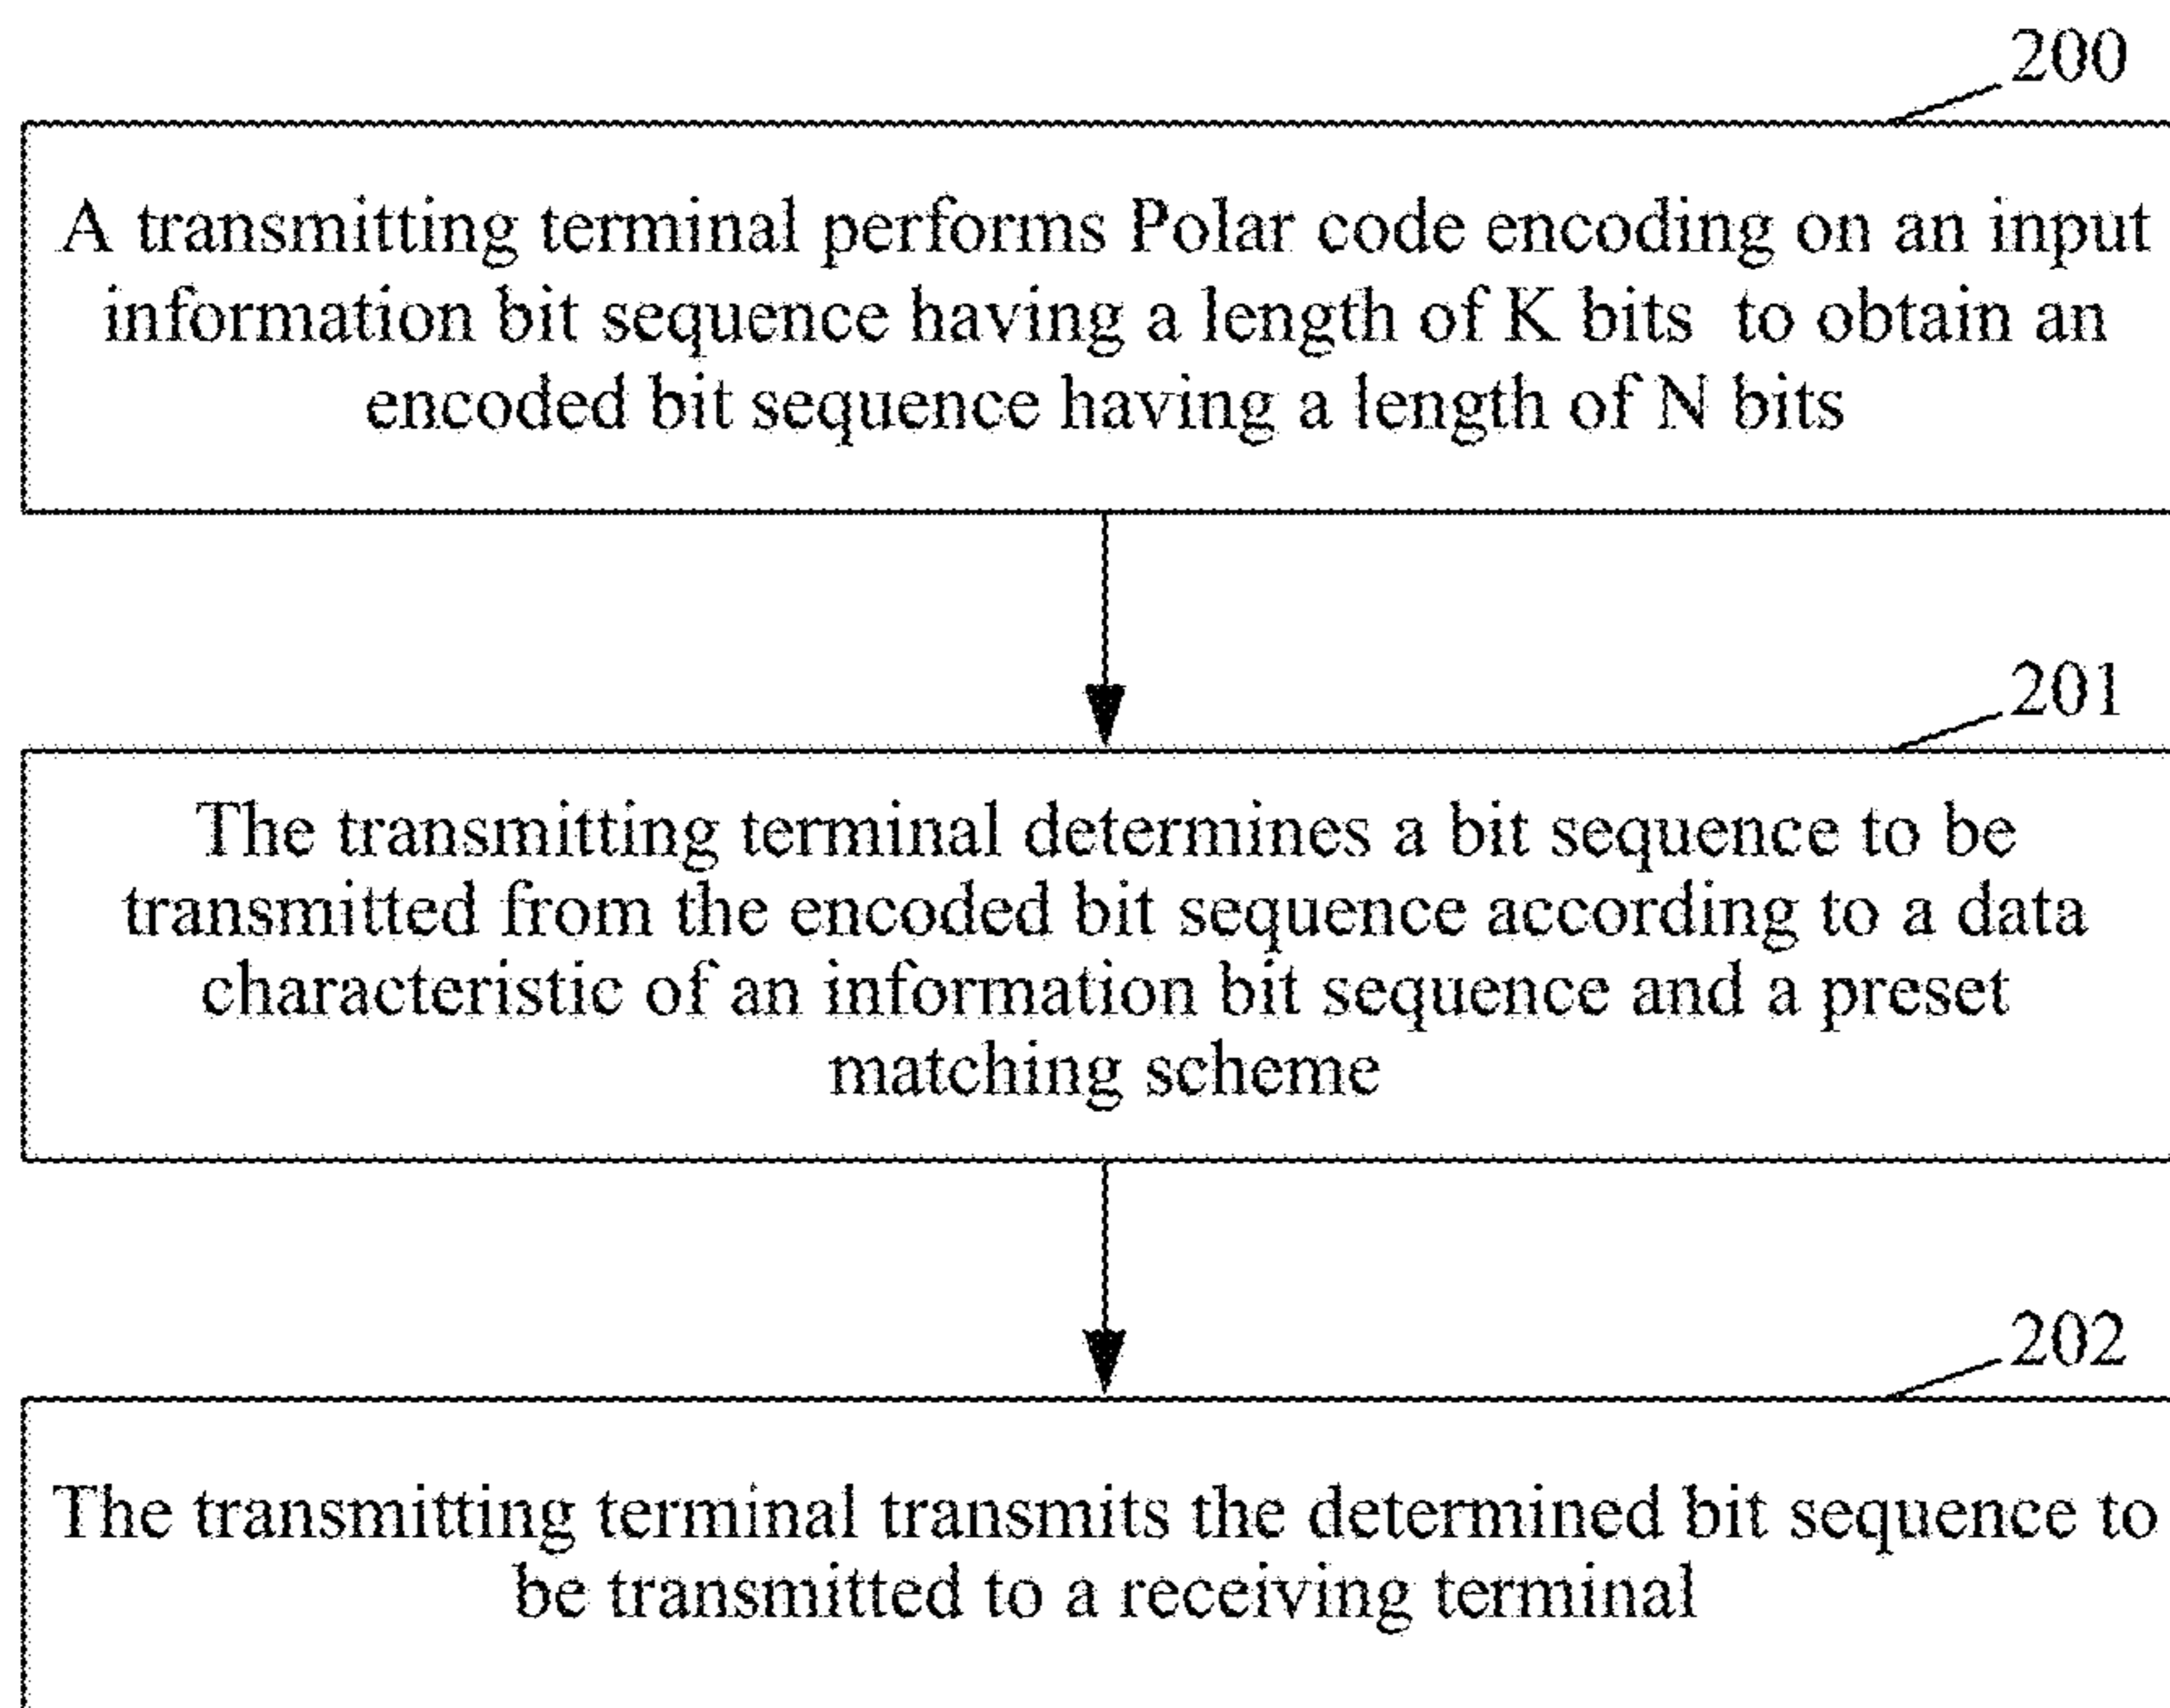 200
A transmitting terminal performs Polar code encoding on an input
information bit sequence having a length of K bits to obtain an
encoded bit sequence having a length of N bits
201
The transmitting terminal determines a bit sequence to be
transmitted from the encoded bit sequence according to a data
characteristic of an information bit sequence and a preset
matching scheme
202
The transmitting terminal transmits the determined bit sequence to
be transmitted to a receiving terminal